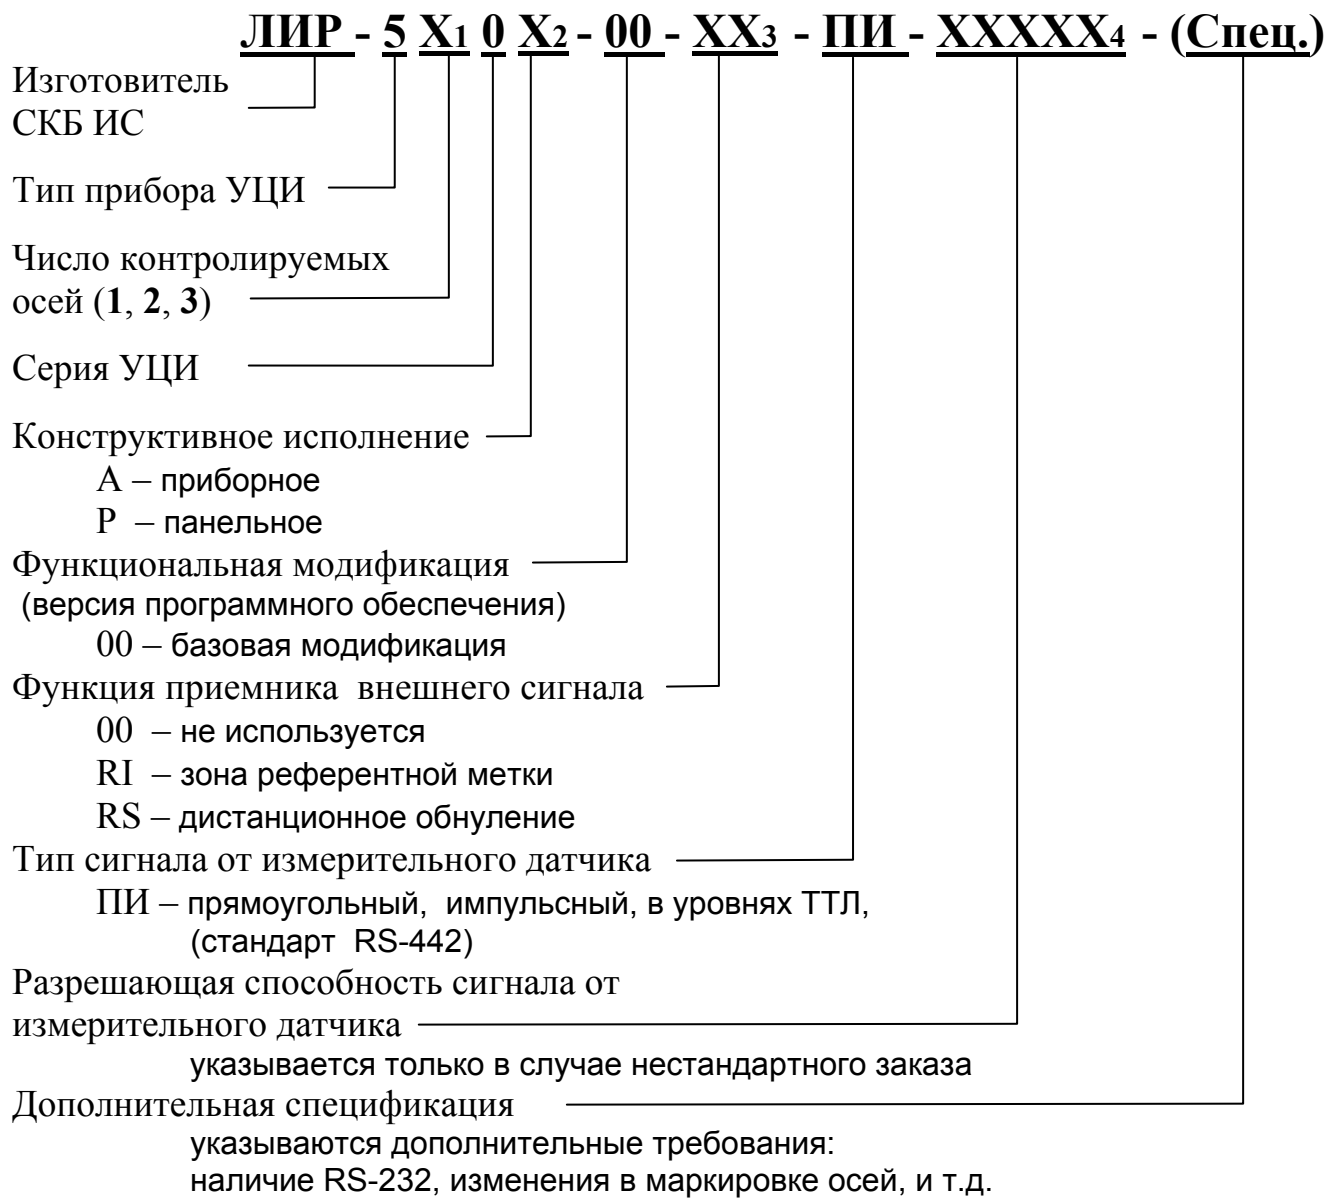 ЛИР - 5 X1 0 X2 - 00 - XX3 - ПИ - XXXXX4 - (Спец.)
Изготовитель
СКБ ИС
Тип прибора УЦИ
Число контролируемых
осей (1, 2, 3)
Серия УЦИ
Конструктивное исполнение
А – приборное
Р – панельное
Функциональная модификация
(версия программного обеспечения)
00 – базовая модификация
Функция приемника внешнего сигнала
00 – не используется
RI – зона референтной метки
RS – дистанционное обнуление
Тип сигнала от измерительного датчика
ПИ – прямоугольный, импульсный, в уровнях ТТЛ,
(стандарт RS-442)
Разрешающая способность сигнала от
измерительного датчика
указывается только в случае нестандартного заказа
Дополнительная спецификация
указываются дополнительные требования:
наличие RS-232, изменения в маркировке осей, и т.д.